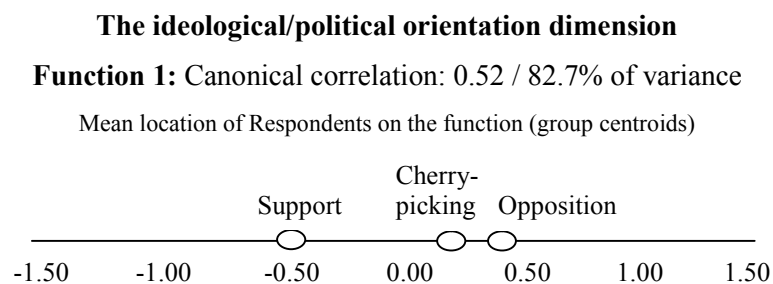 The ideological/political orientation dimension
Function 1: Canonical correlation: 0.52 / 82.7% of variance
Mean location of Respondents on the function (group centroids)
Cherry-
Support picking Opposition
-1.50 -1.00 -0.50 0.00 0.50 1.00 1.50